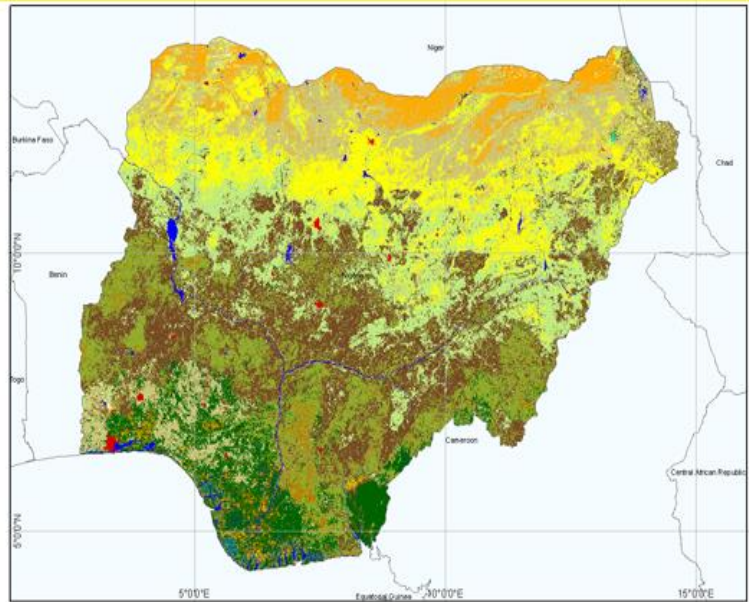 Niger
Burkina Faso
Chad
10°0'0"N
Benin
Togo
Cameroon
Central African Republic
5°0'0"N
5°0'0"E
10°0'0"E
15°0'0"E
Equatorial Guinea